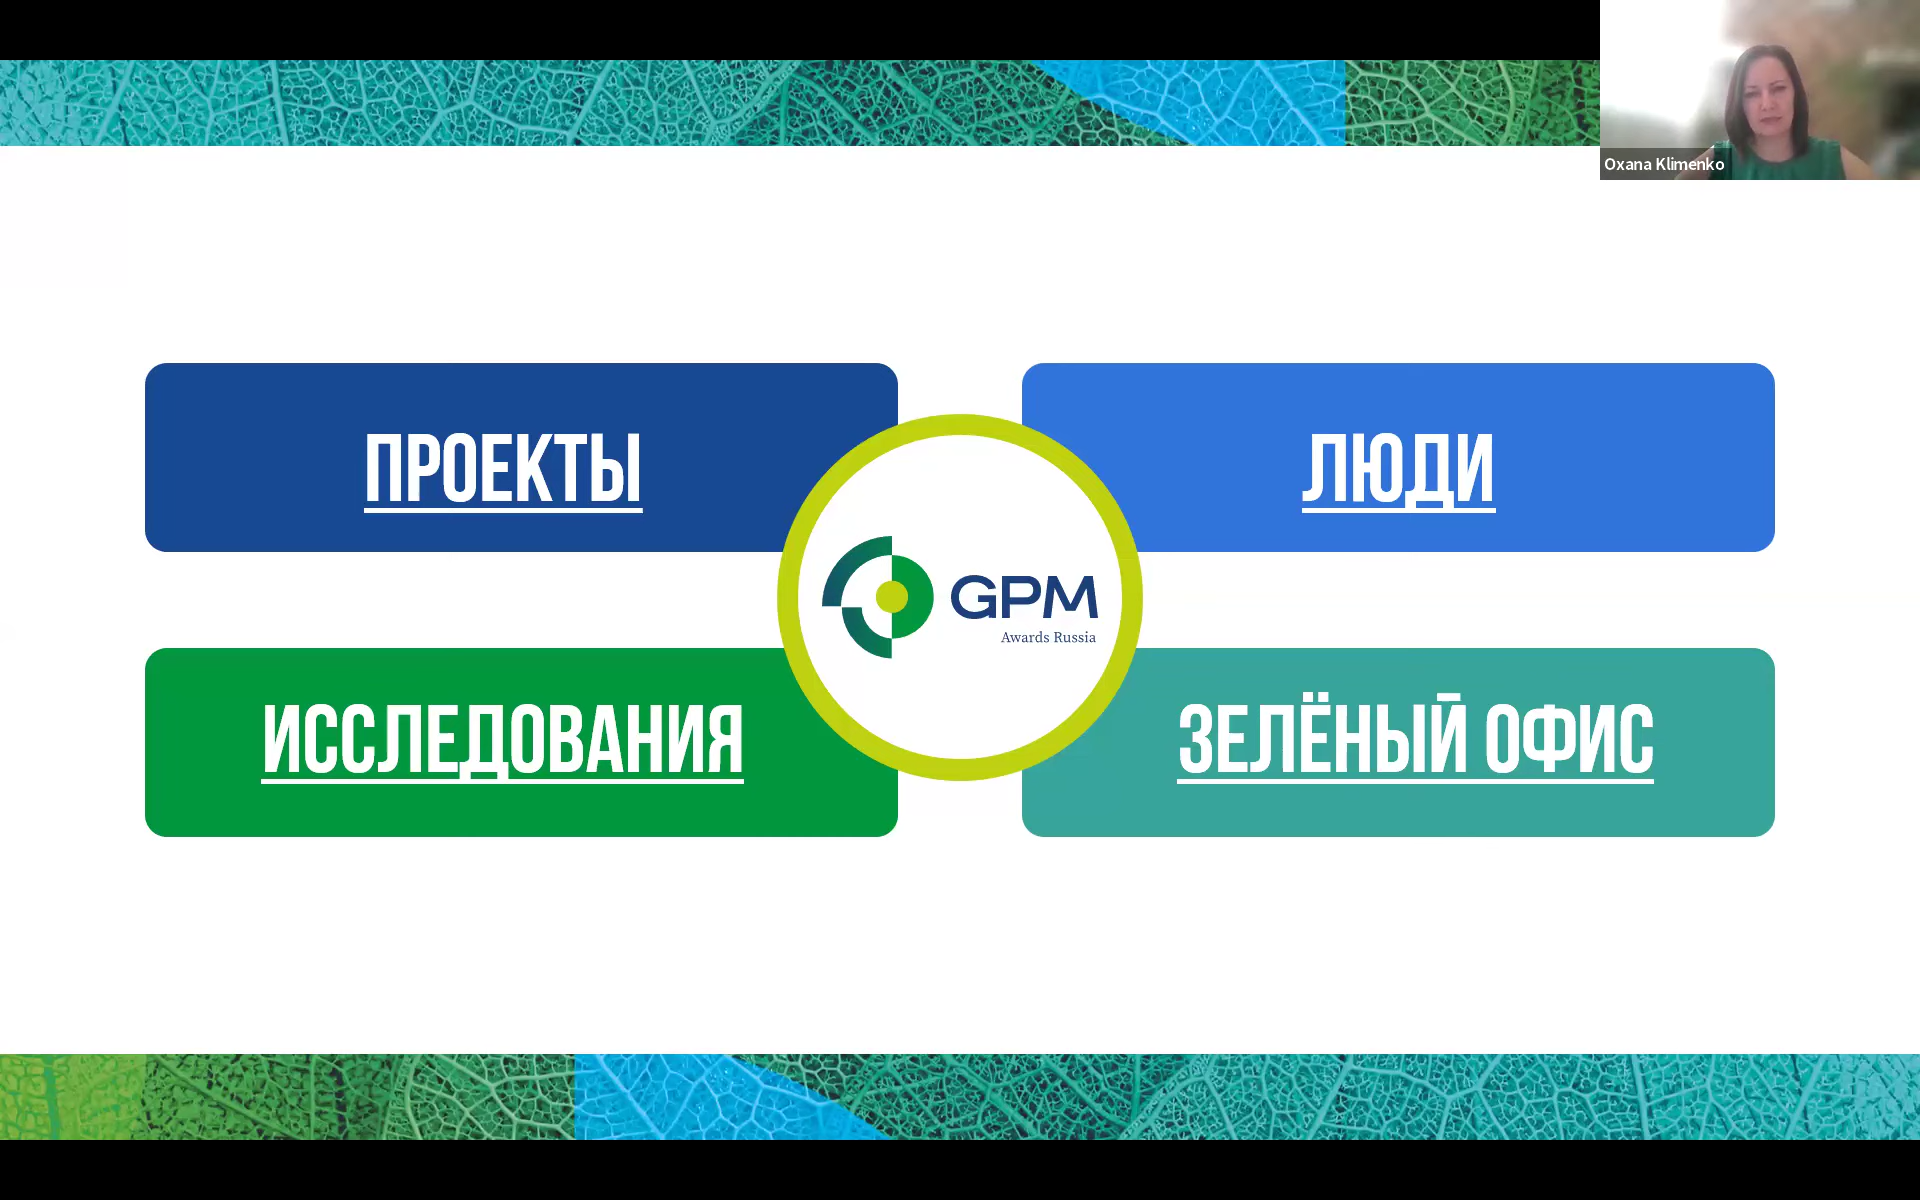 Oxana Klimenko
ПРОЕКТЫ
ЛЮДИ
GPM
Awards Russia
ИССЛЕДОВАНИЯ
ЗЕЛЁНЫЙ ОФИС